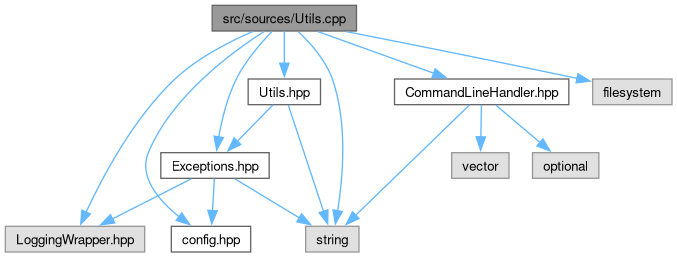 src/sources/Utils.cpp
Utils.hpp
CommandLineHandler.hpp
filesystem
Exceptions.hpp
vector
optional
LoggingWrapper.hpp
config.hpp
string